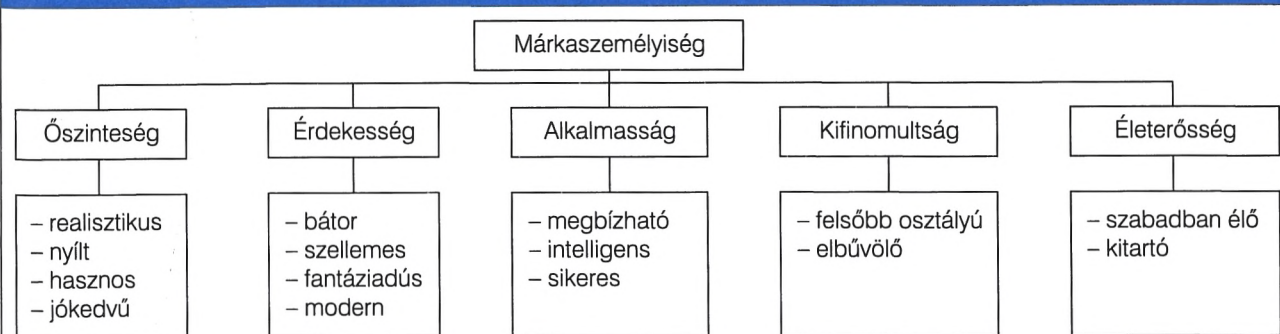 Márkaszemélyiség
Őszinteség
Érdekesség
Alkalmasság
Kifinomultság
Életerősség
– realisztikus
– nyílt
– hasznos
– jókedvű
– bátor
– szellemes
– fantáziadús
– modern
– megbízható
– intelligens
– sikeres
– felsőbb osztályú
– elbűvölő
– szabadban élő
– kitartó